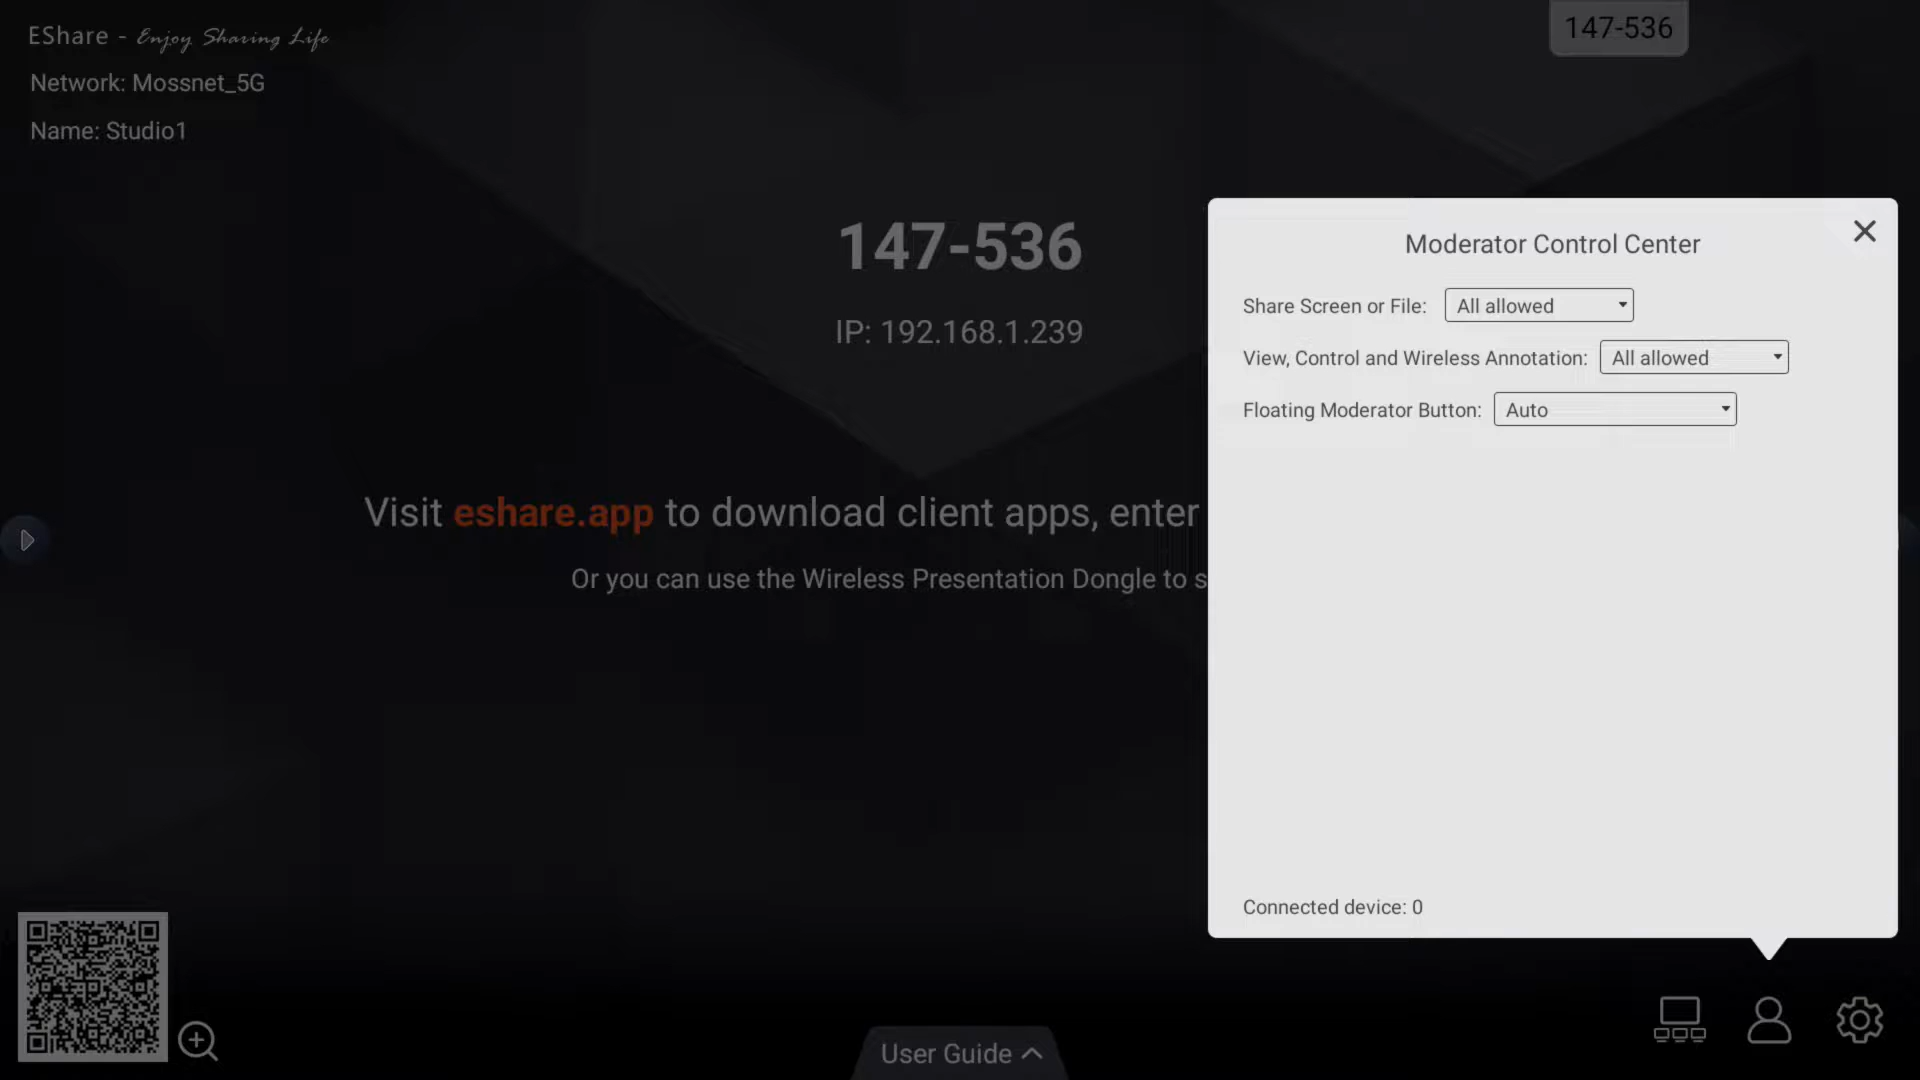 EShare - Enjoy Sharing Life
147-536
Network: Mossnet_5G
Name: Studio1
147-536
IP: 192.168.1.239
Visit eshare.app to download client apps, enter
Or you can use the Wireless Presentation Dongle to s
Moderator Control Center
Share Screen or File: All allowed
View, Control and Wireless Annotation: All allowed
Floating Moderator Button: Auto
Connected device: 0
User Guide